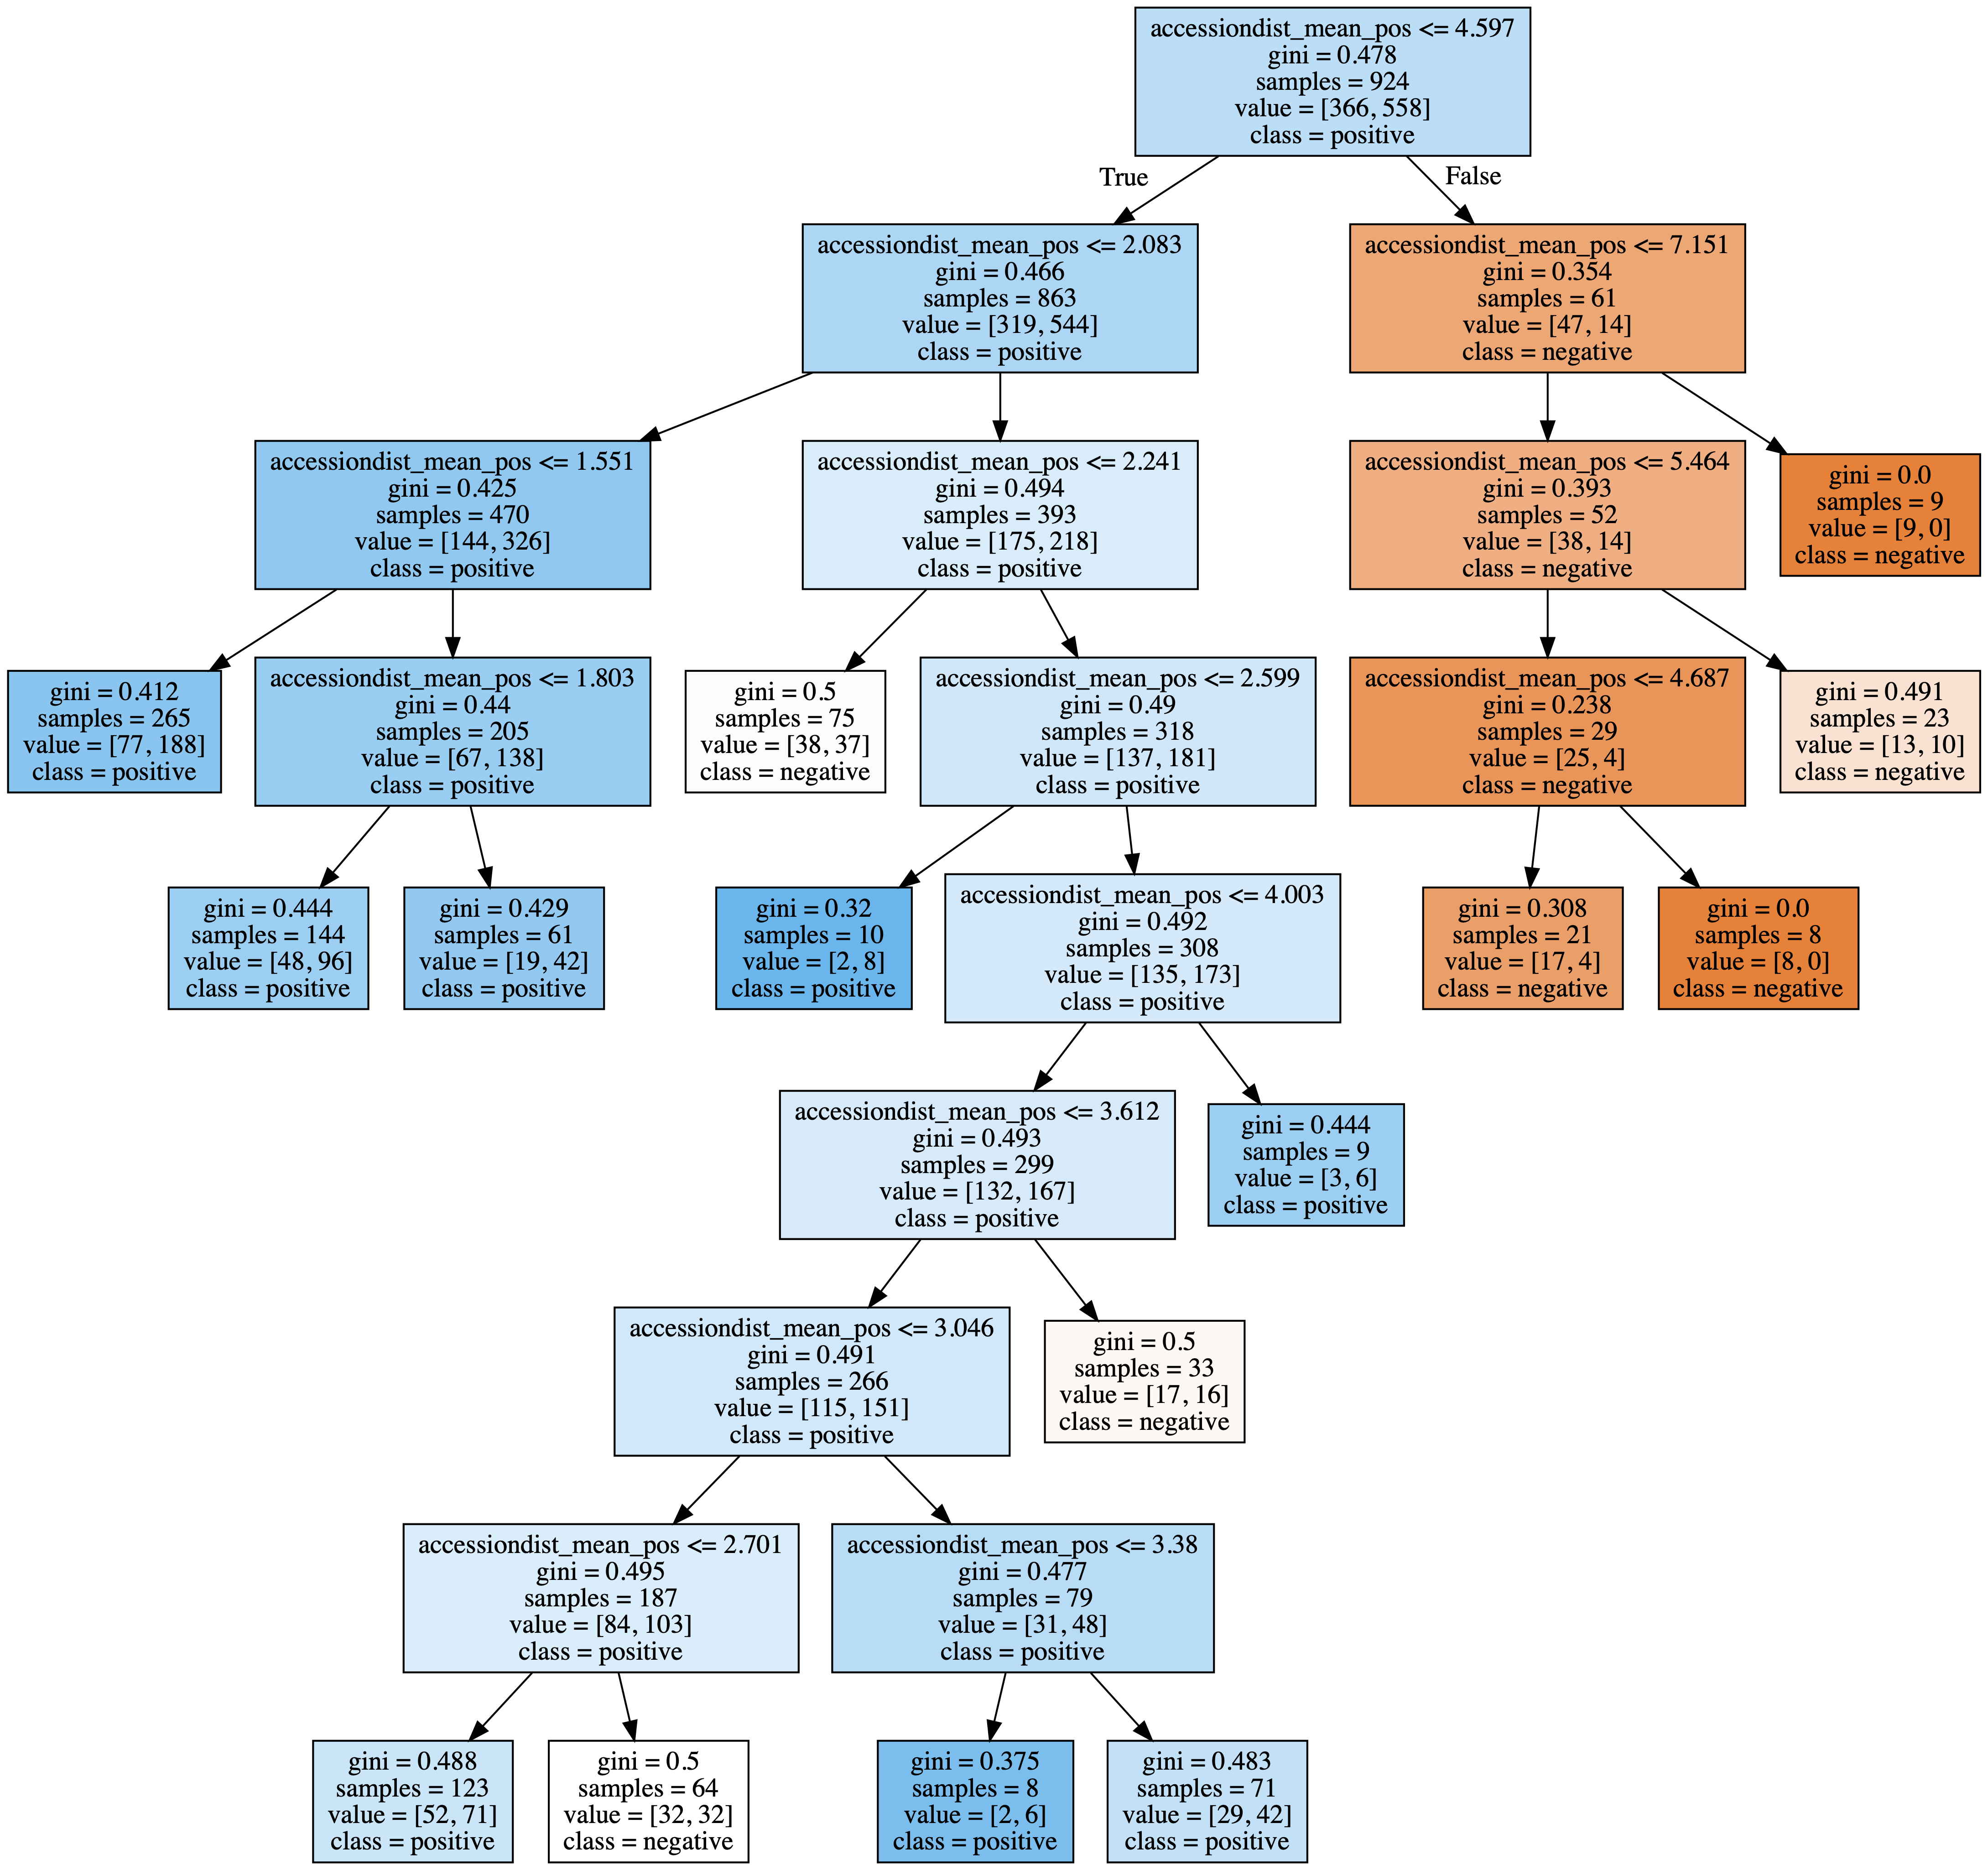 accessiondist_mean_pos <= 4.597
gini = 0.478
samples = 924
value = [366, 558]
class = positive
True
False
accessiondist_mean_pos <= 2.083
gini = 0.466
samples = 863
value = [319, 544]
class = positive
accessiondist_mean_pos <= 7.151
gini = 0.354
samples = 61
value = [47, 14]
class = negative
accessiondist_mean_pos <= 1.551
gini = 0.425
samples = 470
value = [144, 326]
class = positive
accessiondist_mean_pos <= 2.241
gini = 0.494
samples = 393
value = [175, 218]
class = positive
accessiondist_mean_pos <= 5.464
gini = 0.393
samples = 52
value = [38, 14]
class = negative
gini = 0.0
samples = 9
value = [9, 0]
class = negative
gini = 0.412
samples = 265
value = [77, 188]
class = positive
accessiondist_mean_pos <= 1.803
gini = 0.44
samples = 205
value = [67, 138]
class = positive
gini = 0.5
samples = 75
value = [38, 37]
class = negative
accessiondist_mean_pos <= 2.599
gini = 0.49
samples = 318
value = [137, 181]
class = positive
accessiondist_mean_pos <= 4.687
gini = 0.238
samples = 29
value = [25, 4]
class = negative
gini = 0.491
samples = 23
value = [13, 10]
class = negative
gini = 0.444
samples = 144
value = [48, 96]
class = positive
gini = 0.429
samples = 61
value = [19, 42]
class = positive
gini = 0.32
samples = 10
value = [2, 8]
class = positive
accessiondist_mean_pos <= 4.003
gini = 0.492
samples = 308
value = [135, 173]
class = positive
gini = 0.308
samples = 21
value = [17, 4]
class = negative
gini = 0.0
samples = 8
value = [8, 0]
class = negative
accessiondist_mean_pos <= 3.612
gini = 0.493
samples = 299
value = [132, 167]
class = positive
gini = 0.444
samples = 9
value = [3, 6]
class = positive
accessiondist_mean_pos <= 3.046
gini = 0.491
samples = 266
value = [115, 151]
class = positive
gini = 0.5
samples = 33
value = [17, 16]
class = negative
accessiondist_mean_pos <= 2.701
gini = 0.495
samples = 187
value = [84, 103]
class = positive
accessiondist_mean_pos <= 3.38
gini = 0.477
samples = 79
value = [31, 48]
class = positive
gini = 0.488
samples = 123
value = [52, 71]
class = positive
gini = 0.5
samples = 64
value = [32, 32]
class = negative
gini = 0.375
samples = 8
value = [2, 6]
class = positive
gini = 0.483
samples = 71
value = [29, 42]
class = positive